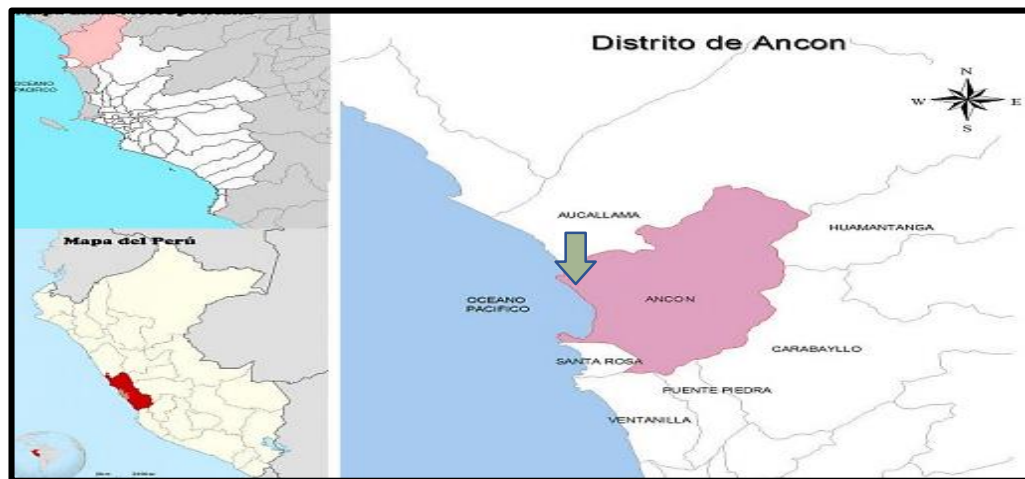 OCEANO
PACIFICO
Mapa del Perú
Distrito de Ancon
N
W
E
S
AUCALLAMA
HUAMANTANGA
OCEANO
PACIFICO
ANCON
CARABAYLLO
SANTA ROSA
PUENTE PIEDRA
VENTANILLA